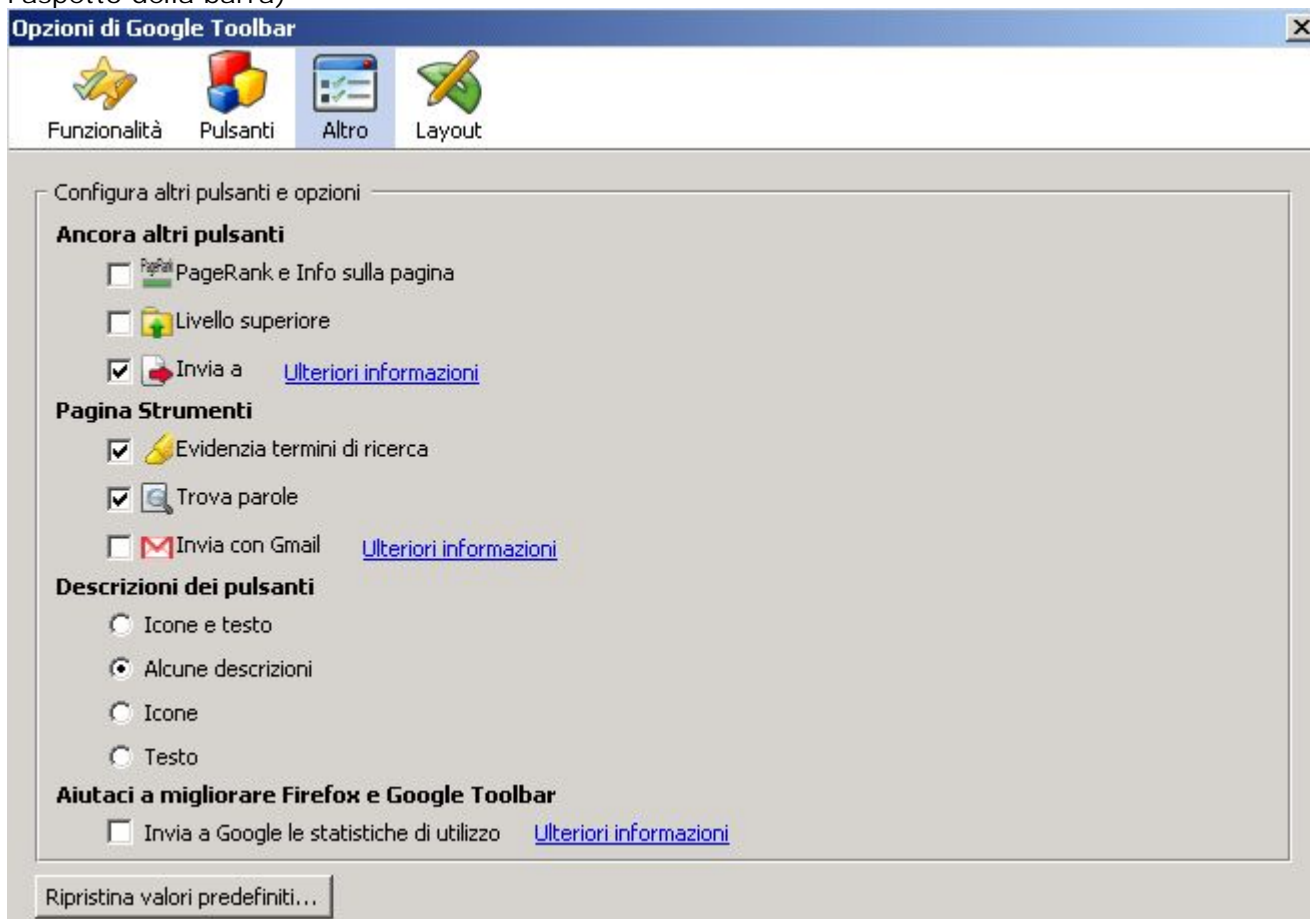 l'aspetto della barra)
Opzioni di Google Toolbar
Funzionalità Pulsanti Altro Layout
Configura altri pulsanti e opzioni
Ancora altri pulsanti
PageRank e Info sulla pagina
Livello superiore
Invia a Ulteriori informazioni
Pagina Strumenti
Evidenzia termini di ricerca
Trova parole
Invia con Gmail Ulteriori informazioni
Descrizioni dei pulsanti
Icone e testo
Alcune descrizioni
Icone
Testo
Aiutaci a migliorare Firefox e Google Toolbar
Invia a Google le statistiche di utilizzo Ulteriori informazioni
Ripristina valori predefiniti...